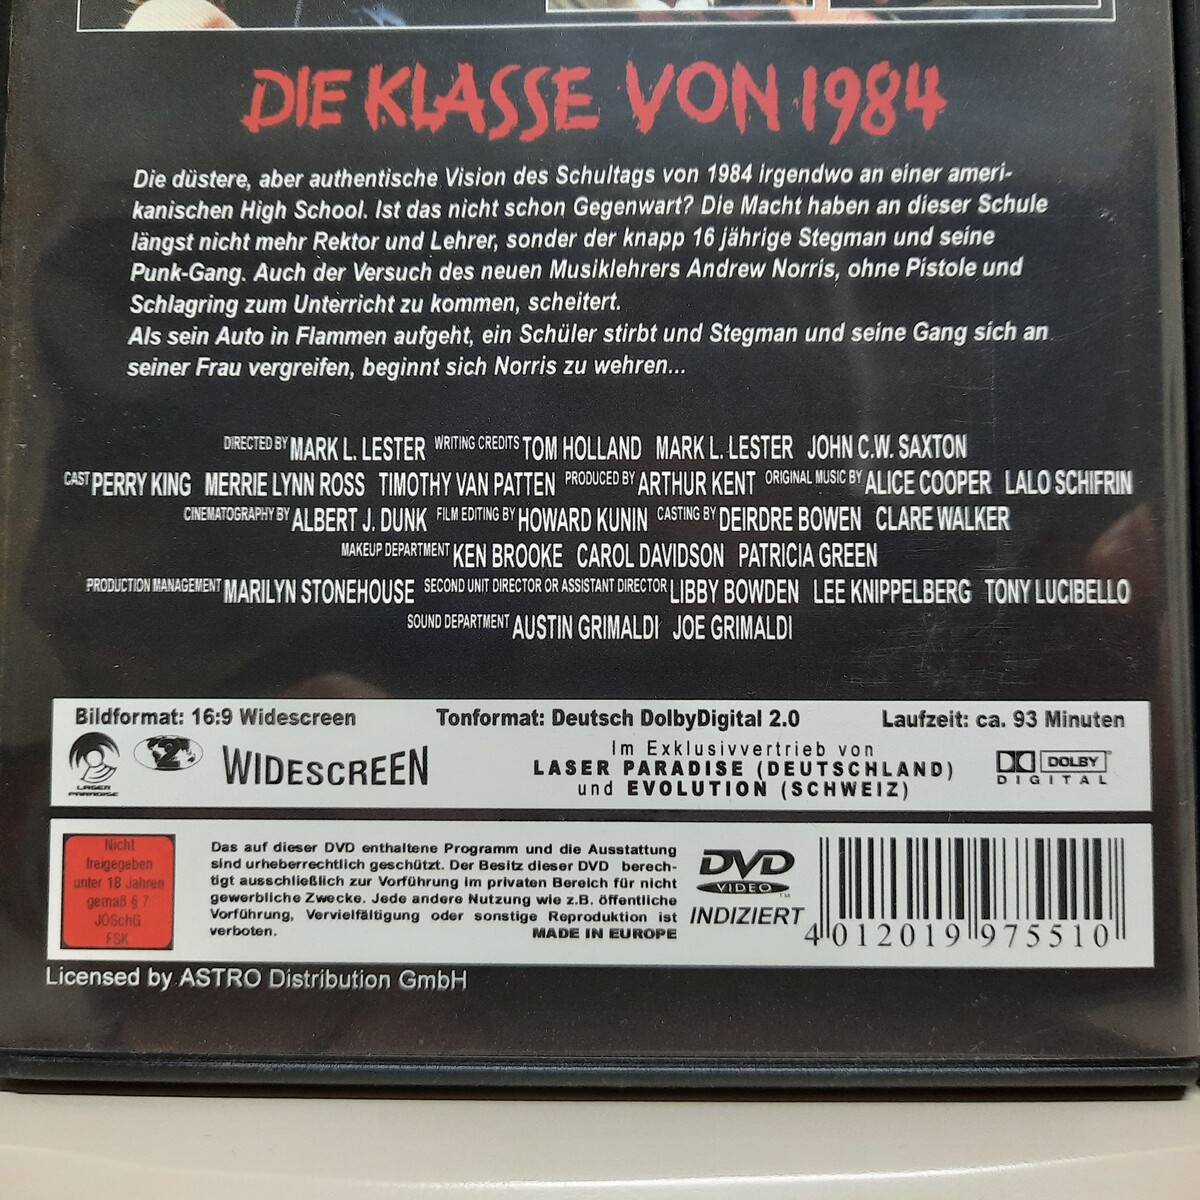 DIE KLASSE VON 1984
Die düstere, aber authentische Vision des Schultags von 1984 irgendwo an einer ameri-
kanischen High School. Ist das nicht schon Gegenwart? Die Macht haben an dieser Schule
längst nicht mehr Rektor und Lehrer, sonder der knapp 16 jährige Stegman und seine
Punk-Gang. Auch der Versuch des neuen Musiklehrers Andrew Norris, ohne Pistole und
Schlagring zum Unterricht zu kommen, scheitert.
Als sein Auto in Flammen aufgeht, ein Schüler stirbt und Stegman und seine Gang sich an
seiner Frau vergreifen, beginnt sich Norris zu wehren...
DIRECTED BY MARK L. LESTER WRITING CREDITS TOM HOLLAND MARK L. LESTER JOHN C.W. SAXTON
CAST PERRY KING MERRIE LYNN ROSS TIMOTHY VAN PATTEN PRODUCED BY ARTHUR KENT ORIGINAL MUSIC BY ALICE COOPER LALO SCHIFRIN
CINEMATOGRAPHY BY ALBERT J. DUNK FILM EDITING BY HOWARD KUNIN CASTING BY DEIRDRE BOWEN CLARE WALKER
MAKEUP DEPARTMENT KEN BROOKE CAROL DAVIDSON PATRICIA GREEN
PRODUCTION MANAGEMENT MARILYN STONEHOUSE SECOND UNIT DIRECTOR OR ASSISTANT DIRECTOR LIBBY BOWDEN LEE KNIPPELBERG TONY LUCIBELLO
SOUND DEPARTMENT AUSTIN GRIMALDI JOE GRIMALDI
Bildformat: 16:9 Widescreen Tonformat: Deutsch DolbyDigital 2.0 Laufzeit: ca. 93 Minuten
LASER
PARADISE
2
WIDESCREEN
Im Exklusivvertrieb von
LASER PARADISE (DEUTSCHLAND)
und EVOLUTION (SCHWEIZ)
DOLBY
DIGITAL
Nicht
freigegeben
unter 18 Jahren
gemäß § 7
JÖSchG
FSK
Das auf dieser DVD enthaltene Programm und die Ausstattung
sind urheberrechtlich geschützt. Der Besitz dieser DVD berech-
tigt ausschließlich zur Vorführung im privaten Bereich für nicht
gewerbliche Zwecke. Jede andere Nutzung wie z.B. öffentliche
Vorführung, Vervielfältigung oder sonstige Reproduktion ist
verboten. MADE IN EUROPE
DVD
VIDEO
TM
INDIZIERT
4 012019 975510
Licensed by ASTRO Distribution GmbH